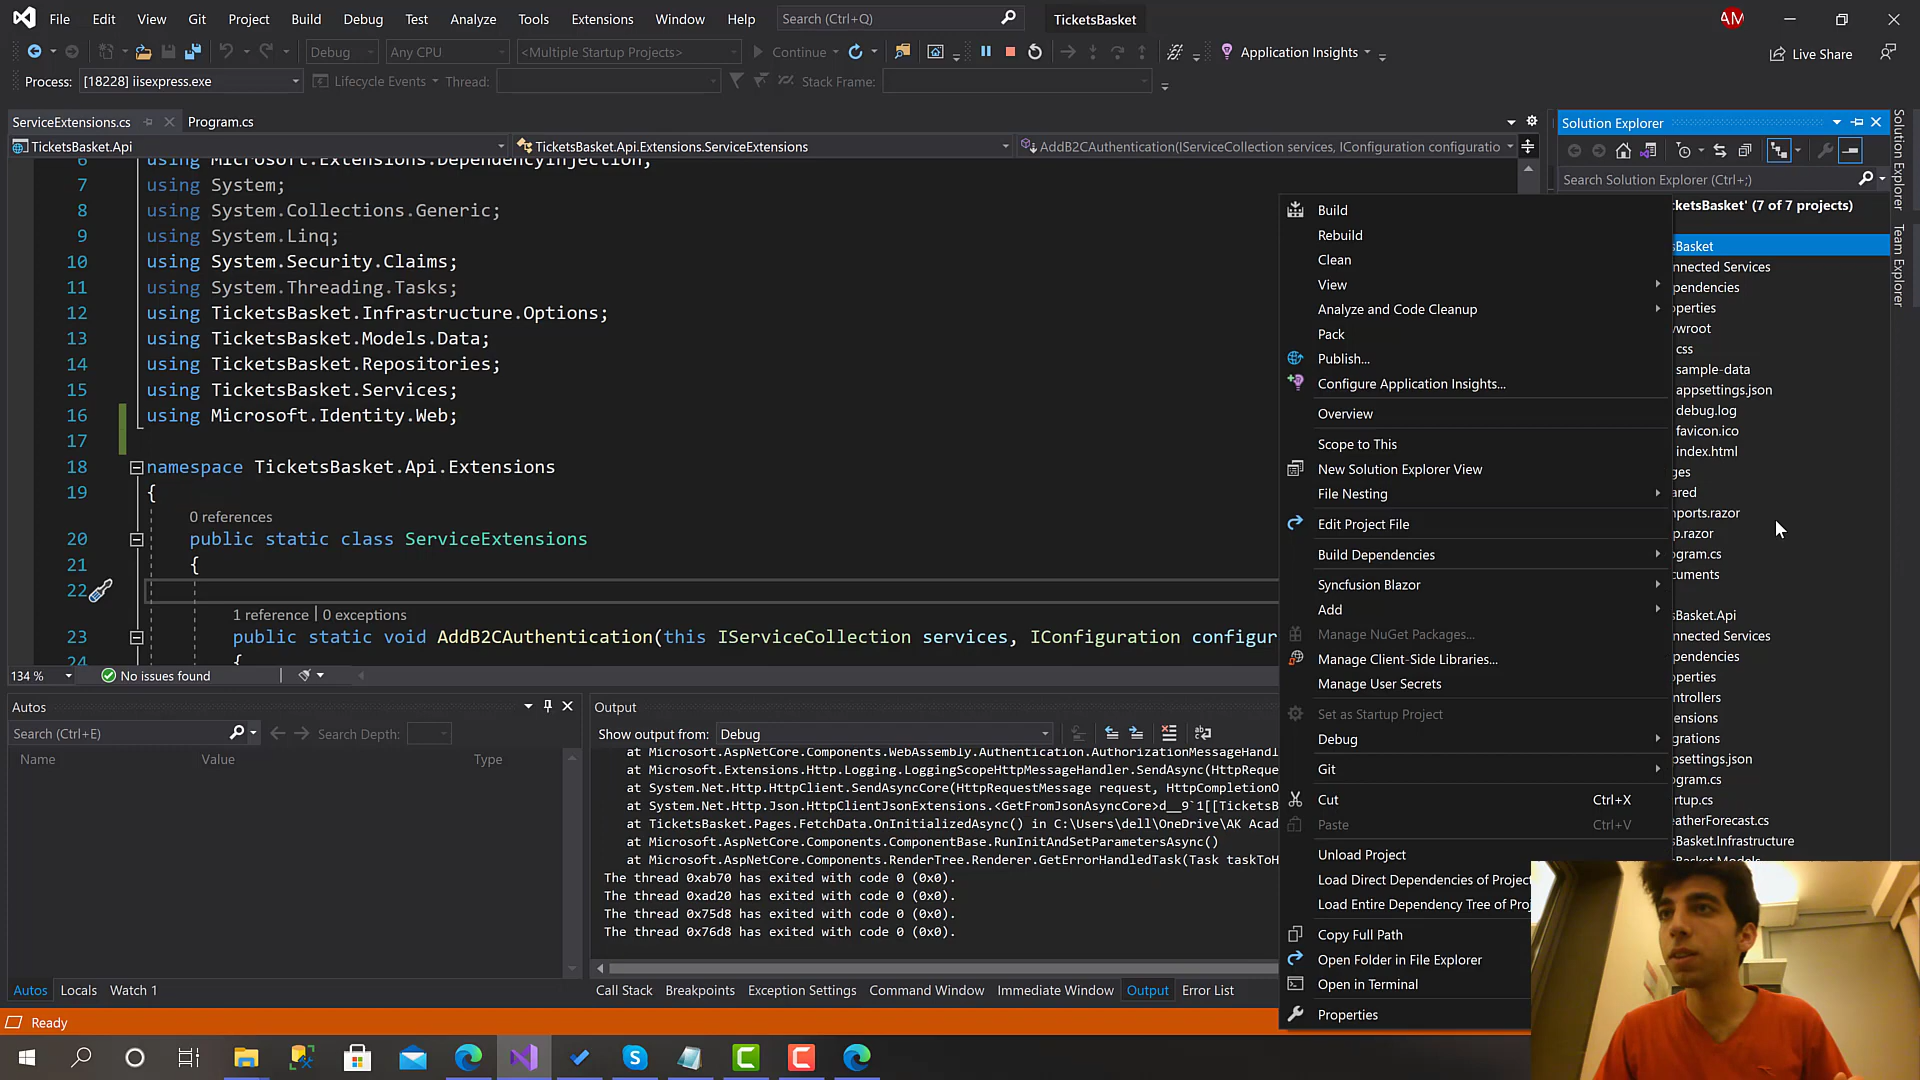 File Edit View Git Project Build Debug Test Analyze Tools Extensions Window Help Search (Ctrl+Q) TicketsBasket AM
Debug Any CPU <Multiple Startup Projects> Continue Application Insights Live Share
Process: [18228] iisexpress.exe Lifecycle Events Thread: Stack Frame:
ServiceExtensions.cs Program.cs
TicketsBasket.Api TicketsBasket.Api.Extensions.ServiceExtensions AddB2CAuthentication(IServiceCollection services, IConfiguration configuratio
6 using Microsoft.Extensions.DependencyInjection;
7 using System;
8 using System.Collections.Generic;
9 using System.Linq;
10 using System.Security.Claims;
11 using System.Threading.Tasks;
12 using TicketsBasket.Infrastructure.Options;
13 using TicketsBasket.Models.Data;
14 using TicketsBasket.Repositories;
15 using TicketsBasket.Services;
16 using Microsoft.Identity.Web;
17
18 namespace TicketsBasket.Api.Extensions
19 {
0 references
20 public static class ServiceExtensions
21 {
22
1 reference | 0 exceptions
23 public static void AddB2CAuthentication(this IServiceCollection services, IConfiguration configur
24 {
134 % No issues found
Autos
Search (Ctrl+E) Search Depth:
Name Value Type
Autos Locals Watch 1
Output
Show output from: Debug
at Microsoft.AspNetCore.Components.WebAssembly.Authentication.AuthorizationMessageHandl
at Microsoft.Extensions.Http.Logging.LoggingScopeHttpMessageHandler.SendAsync(HttpReque
at System.Net.Http.HttpClient.SendAsyncCore(HttpRequestMessage request, HttpCompletionO
at System.Net.Http.Json.HttpClientJsonExtensions.<GetFromJsonAsyncCore>d__9`1[[TicketsB
at TicketsBasket.Pages.FetchData.OnInitializedAsync() in C:\Users\dell\OneDrive\AK Acad
at Microsoft.AspNetCore.Components.ComponentBase.RunInitAndSetParametersAsync()
at Microsoft.AspNetCore.Components.RenderTree.Renderer.GetErrorHandledTask(Task taskToH
The thread 0xab70 has exited with code 0 (0x0).
The thread 0xad20 has exited with code 0 (0x0).
The thread 0x75d8 has exited with code 0 (0x0).
The thread 0x76d8 has exited with code 0 (0x0).
Call Stack Breakpoints Exception Settings Command Window Immediate Window Output Error List
Build
Rebuild
Clean
View
Analyze and Code Cleanup
Pack
Publish...
Configure Application Insights...
Overview
Scope to This
New Solution Explorer View
File Nesting
Edit Project File
Build Dependencies
Syncfusion Blazor
Add
Manage NuGet Packages...
Manage Client-Side Libraries...
Manage User Secrets
Set as Startup Project
Debug
Git
Cut Ctrl+X
Paste Ctrl+V
Unload Project
Load Direct Dependencies of Projec
Load Entire Dependency Tree of Proj
Copy Full Path
Open Folder in File Explorer
Open in Terminal
Properties
Solution Explorer
Search Solution Explorer (Ctrl+;)
cketsBasket' (7 of 7 projects)
sBasket
nnected Services
pendencies
operties
wroot
css
sample-data
appsettings.json
debug.log
favicon.ico
index.html
ges
ared
nports.razor
p.razor
ogram.cs
cuments
sBasket.Api
nnected Services
pendencies
operties
ntrollers
ensions
grations
psettings.json
ogram.cs
rtup.cs
eatherForecast.cs
sBasket.Infrastructure
sBasket.Models
Solution Explorer
Team Explorer
Ready